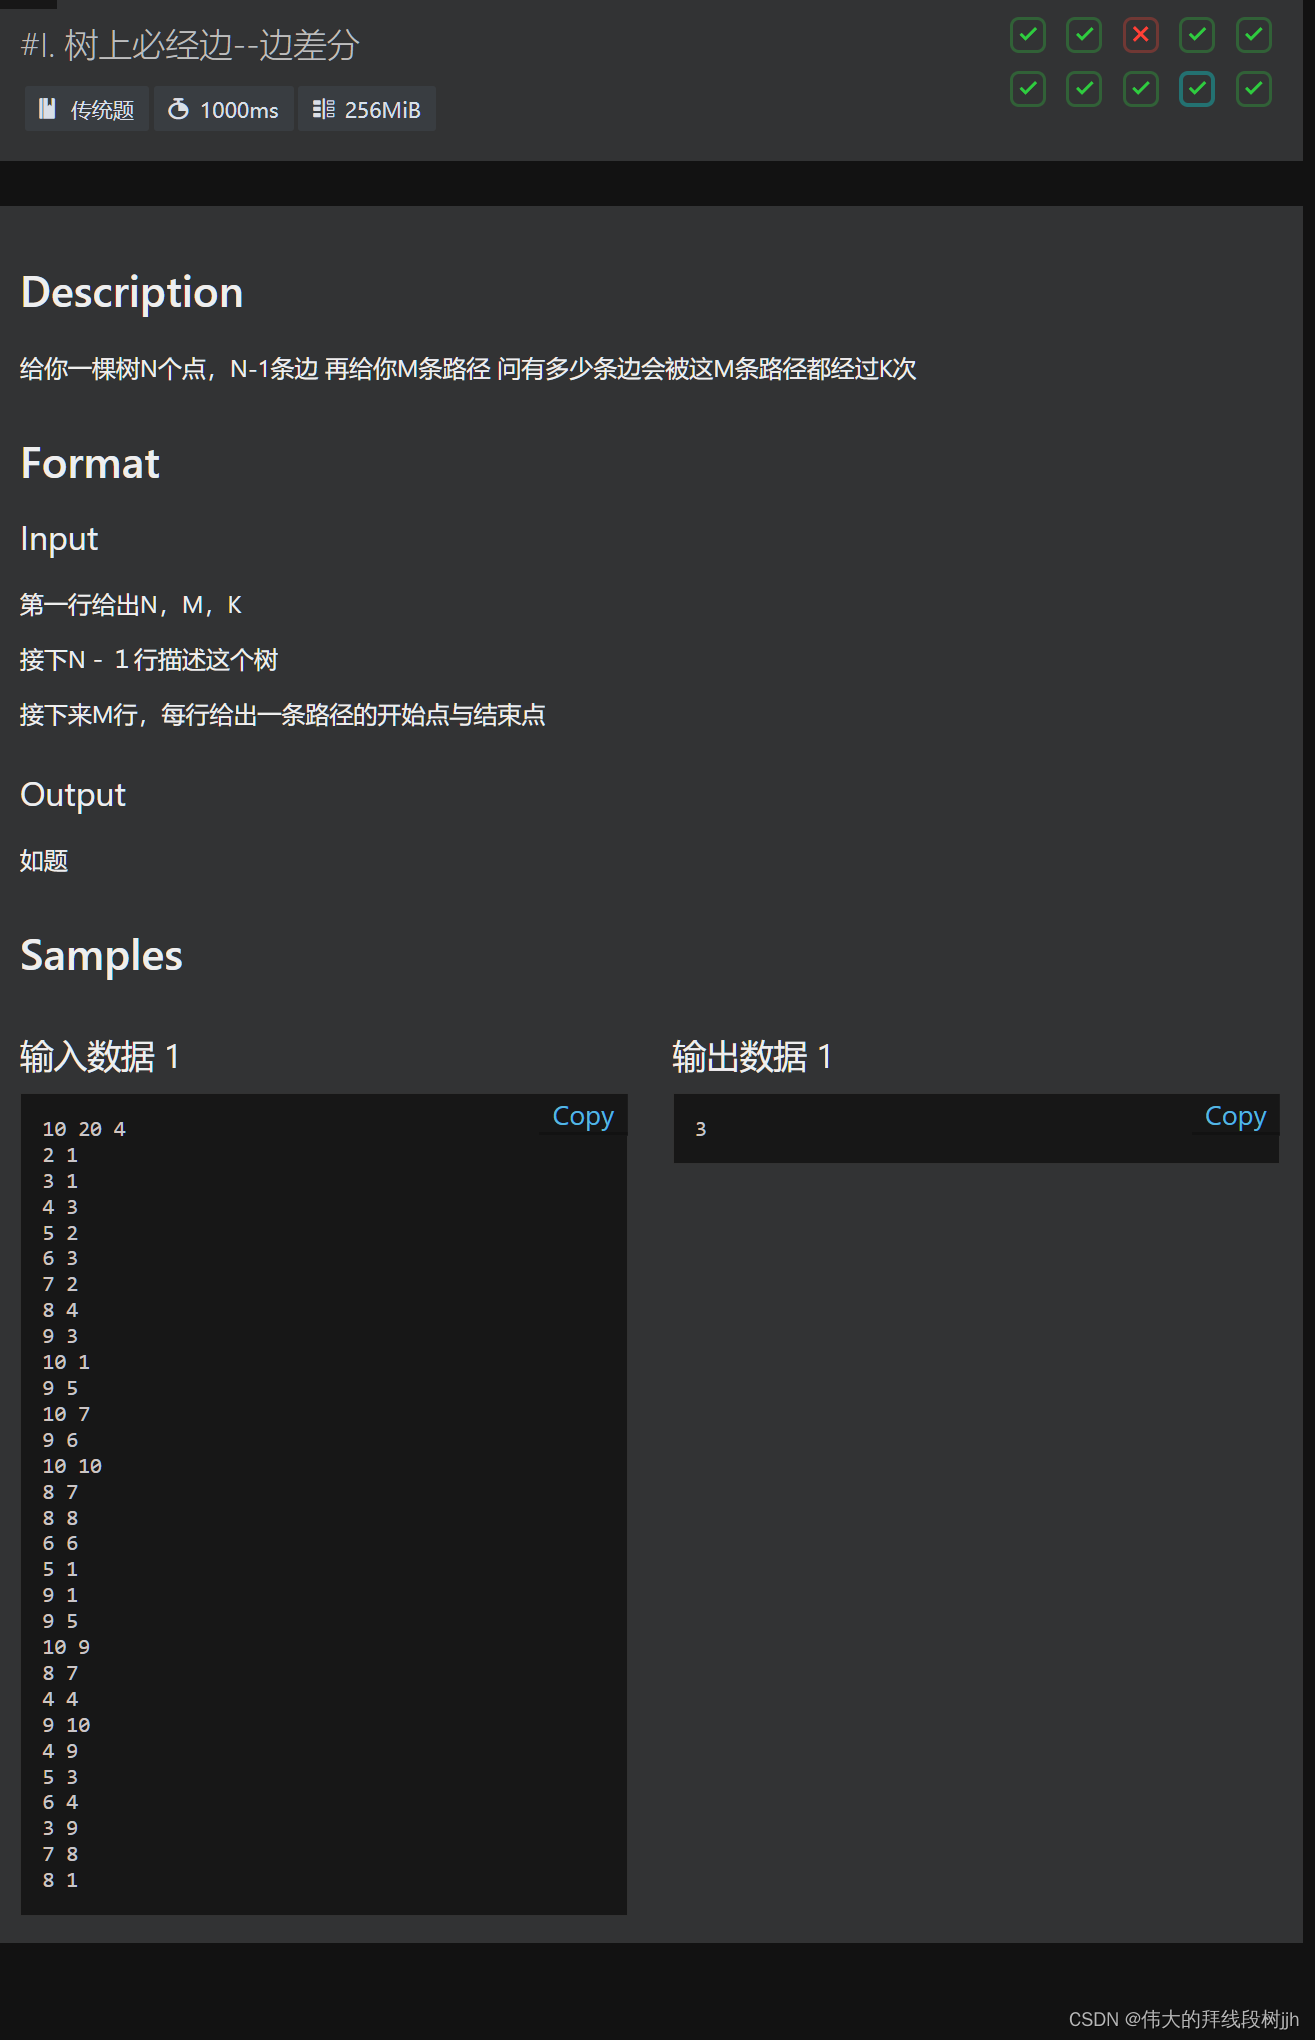 #I. 树上必经边--边差分
传统题 1000ms 256MiB
Description
给你一棵树N个点，N-1条边 再给你M条路径 问有多少条边会被这M条路径都经过K次
Format
Input
第一行给出N，M，K
接下N - 1行描述这个树
接下来M行，每行给出一条路径的开始点与结束点
Output
如题
Samples
输入数据 1
Copy
10 20 4
2 1
3 1
4 3
5 2
6 3
7 2
8 4
9 3
10 1
9 5
10 7
9 6
10 10
8 7
8 8
6 6
5 1
9 1
9 5
10 9
8 7
4 4
9 10
4 9
5 3
6 4
3 9
7 8
8 1
输出数据 1
Copy
3
CSDN @伟大的拜线段树jjh